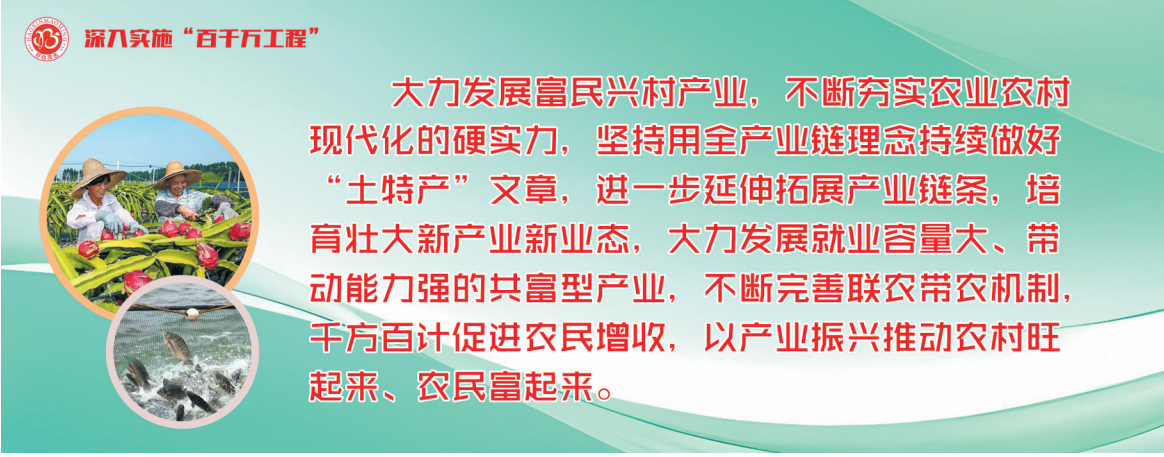 深入实施“百千万工程”
大力发展富民兴村产业，不断夯实农业农村
现代化的硬实力，坚持用全产业链理念持续做好
“土特产”文章，进一步延伸拓展产业链条，培
育壮大新产业新业态，大力发展就业容量大、带
动能力强的共富型产业，不断完善联农带农机制，
千方百计促进农民增收，以产业振兴推动农村旺
起来、农民富起来。